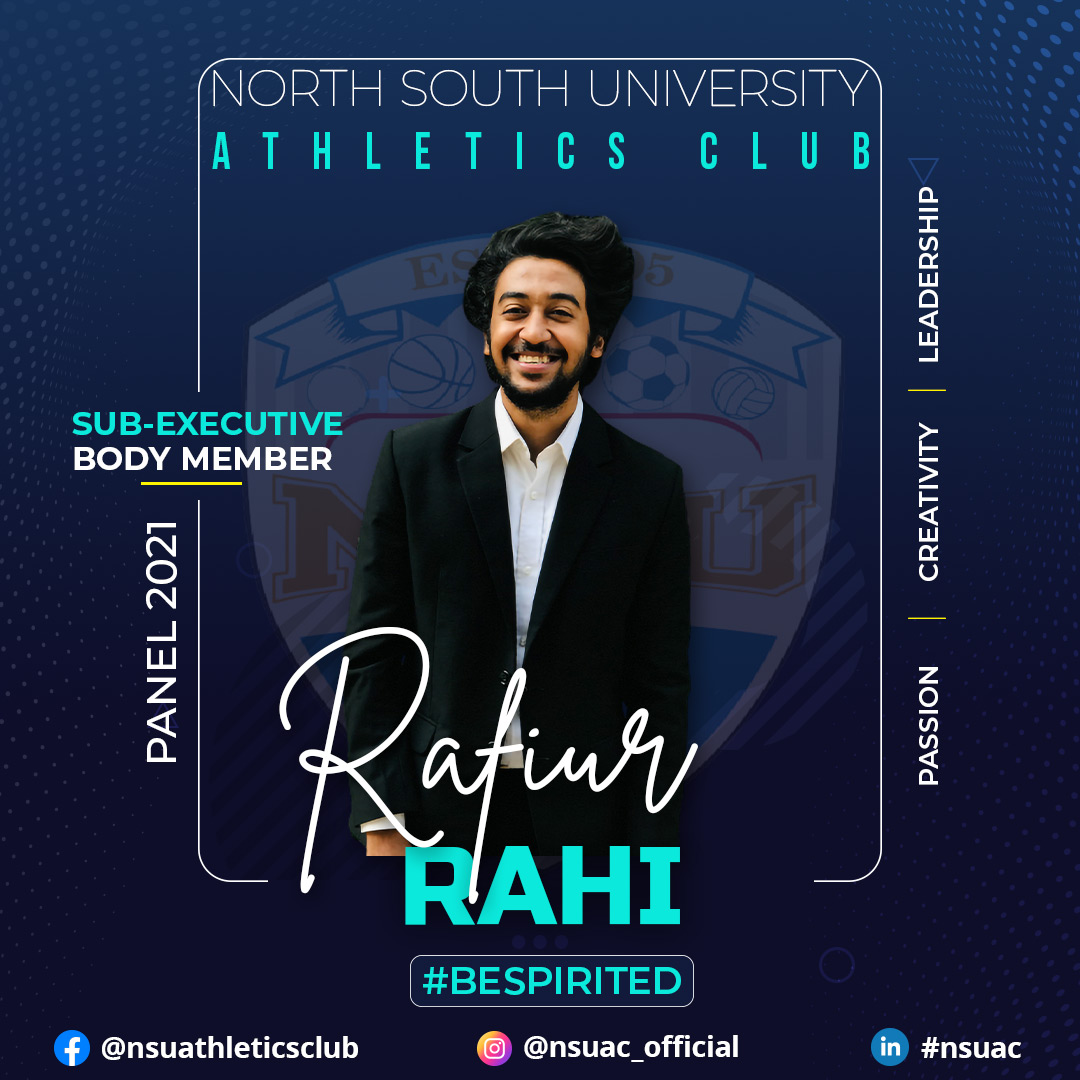 NORTH SOUTH UNIVERSITY
ATHLETICS CLUB
LEADERSHIP
CREATIVITY
PASSION
SUB-EXECUTIVE
BODY MEMBER
PANEL 2021
Rafiur
RAHI
#BESPIRITED
@nsuathleticsclub
@nsuac_official
#nsuac